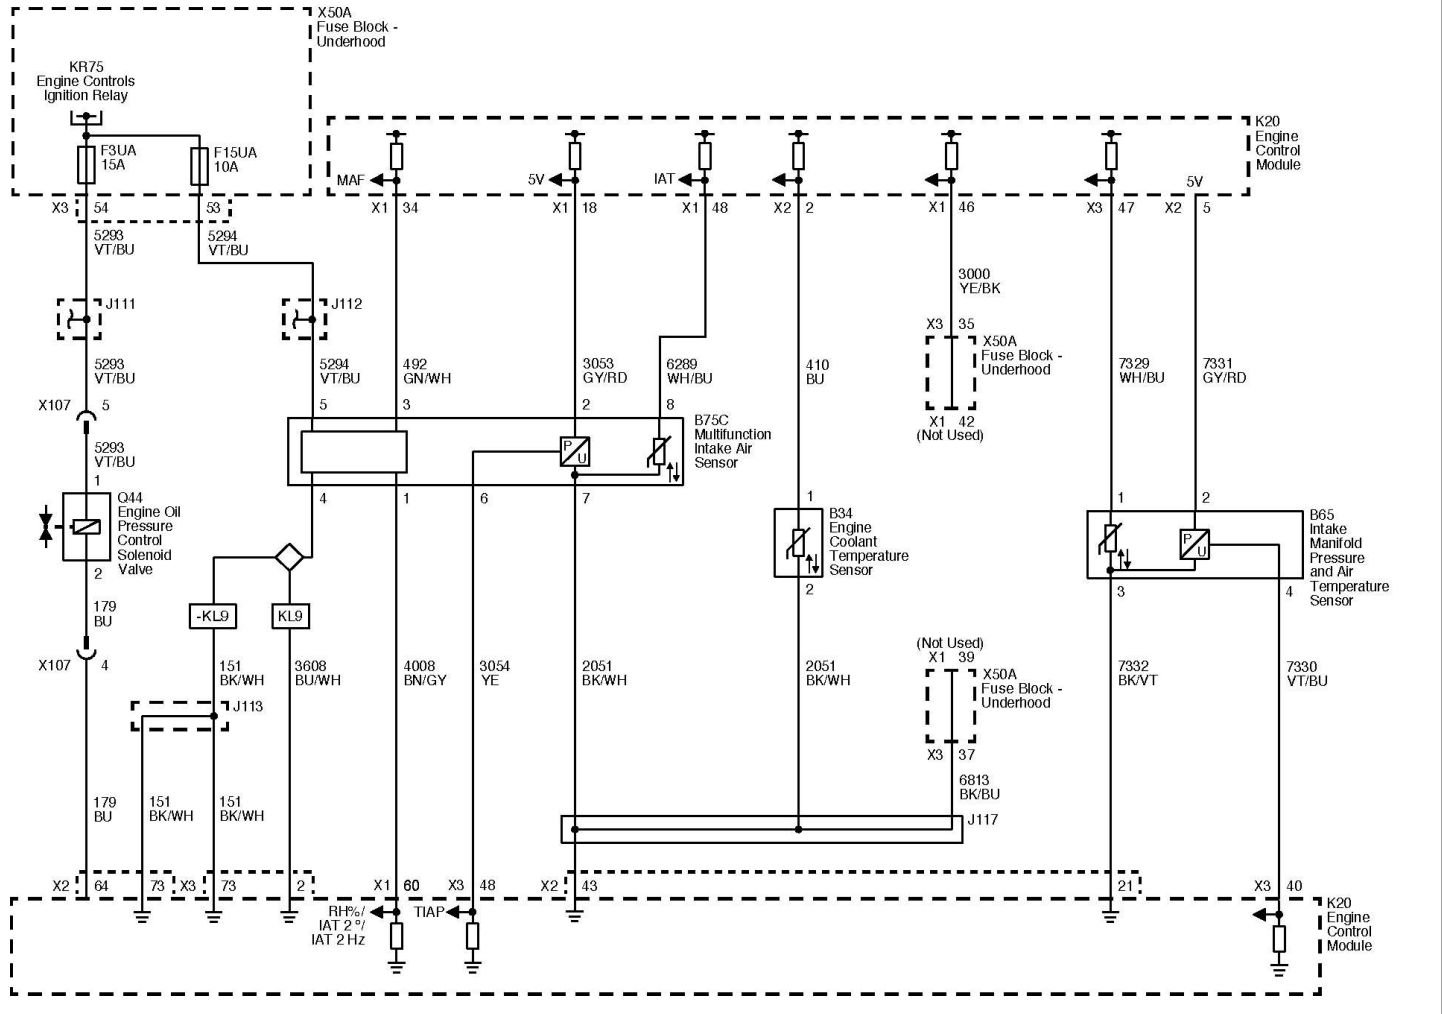 X50A
Fuse Block -
Underhood
KR75
Engine Controls
Ignition Relay
F3UA
15A
F15UA
10A
K20
Engine
Control
Module
MAF
5V
IAT
5V
X3 54 53
X1 34
X1 18
X1 48
X2 2
X1 46
X3 47
X2 5
5293
VT/BU
5294
VT/BU
3000
YE/BK
J111
J112
X3 35
X50A
Fuse Block -
Underhood
X1 42
(Not Used)
5293
VT/BU
5294
VT/BU
492
GN/WH
3053
GY/RD
6289
WH/BU
410
BU
7329
WH/BU
7331
GY/RD
X107 5
5 3 2 8
B75C
Multifunction
Intake Air
Sensor
P
U
5293
VT/BU
1
Q44
Engine Oil
Pressure
Control
Solenoid
Valve
2
4 1 6 7
1
B34
Engine
Coolant
Temperature
Sensor
2
1 2
B65
Intake
Manifold
Pressure
and Air
Temperature
Sensor
P
U
3 4
179
BU
-KL9
KL9
X107 4
151
BK/WH
3608
BU/WH
4008
BN/GY
3054
YE
2051
BK/WH
2051
BK/WH
(Not Used)
X1 39
X50A
Fuse Block -
Underhood
X3 37
7332
BK/VT
7330
VT/BU
J113
6813
BK/BU
179
BU
151
BK/WH
151
BK/WH
J117
X2 64 73
X3 73 2
X1 60
X3 48
X2 43 21
X3 40
RH%/
IAT 2°/
IAT 2 Hz
TIAP
K20
Engine
Control
Module